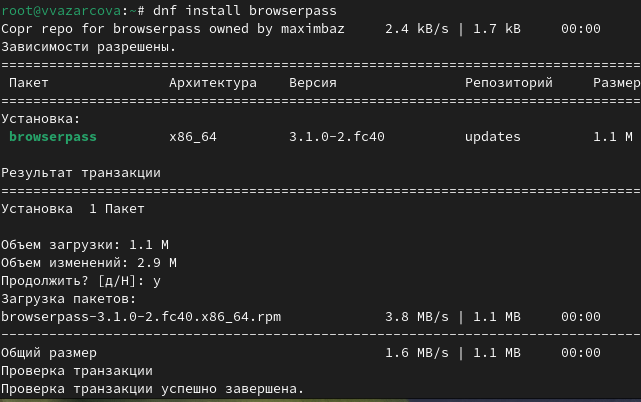 root@vvazarcova:~# dnf install browserpass
Copr repo for browserpass owned by maximbaz     2.4 kB/s | 1.7 kB     00:00
Зависимости разрешены.
================================================================================
 Пакет               Архитектура    Версия                Репозиторий     Размер
================================================================================
Установка:
 browserpass         x86_64         3.1.0-2.fc40          updates         1.1 M
Результат транзакции
================================================================================
Установка  1 Пакет
Объем загрузки: 1.1 M
Объем изменений: 2.9 M
Продолжить? [д/Н]: y
Загрузка пакетов:
browserpass-3.1.0-2.fc40.x86_64.rpm             3.8 MB/s | 1.1 MB     00:00
--------------------------------------------------------------------------------
Общий размер                                    1.6 MB/s | 1.1 MB     00:00
Проверка транзакции
Проверка транзакции успешно завершена.